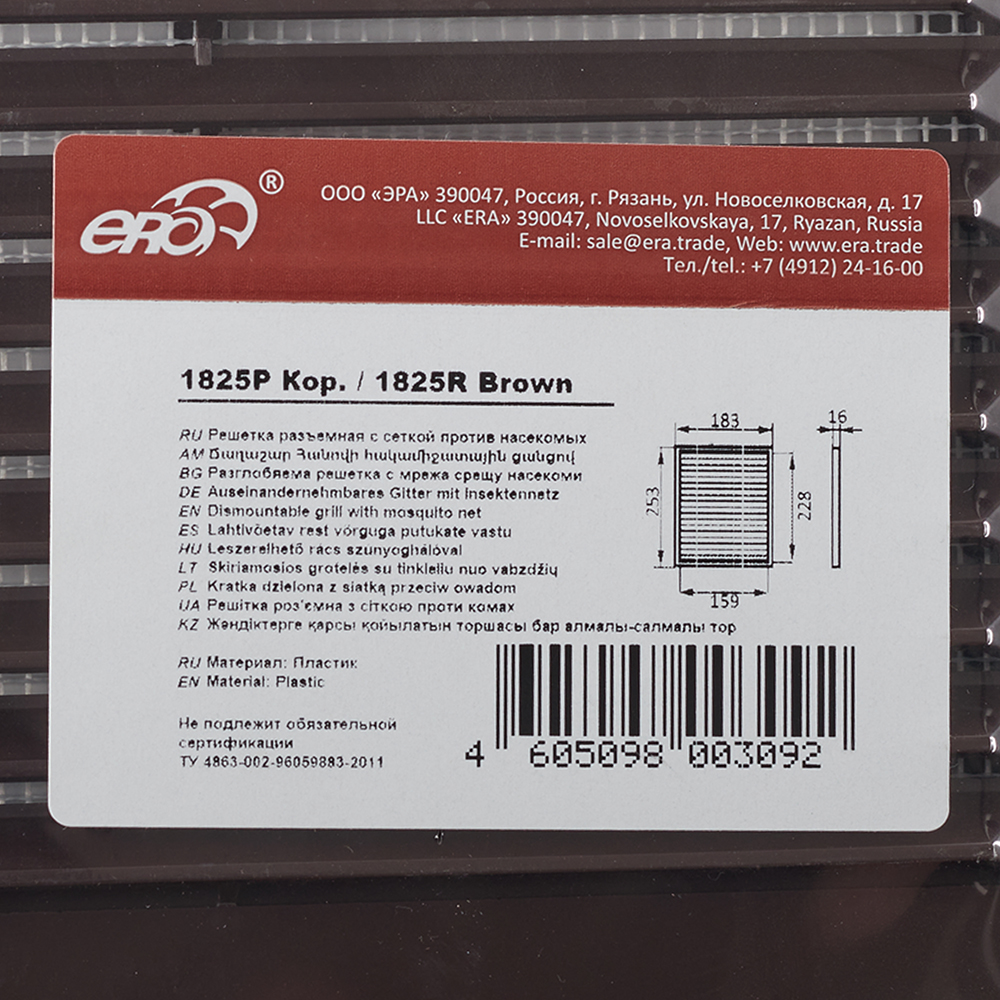 ERA ®
ООО «ЭРА» 390047, Россия, г. Рязань, ул. Новоселковская, д. 17
LLC «ERA» 390047, Novoselkovskaya, 17, Ryazan, Russia
E-mail: sale@era.trade, Web: www.era.trade
Тел./tel.: +7 (4912) 24-16-00
1825Р Кор. / 1825R Brown
RU Решетка разъемная с сеткой против насекомых
AM Ճաղաշար Հանովի հակամիջատային ցանցով
BG Разглобяема решетка с мрежа срещу насекоми
DE Auseinandernehmbares Gitter mit Insektennetz
EN Dismountable grill with mosquito net
ES Lahtivõetav rest võrguga putukate vastu
HU Leszerelhető rács szúnyoghálóval
LT Skiriamosios grotelės su tinkleliu nuo vabzdžių
PL Kratka dzielona z siatką przeciw owadom
UA Решітка роз'ємна з сіткою проти комах
KZ Жәндіктерге қарсы қойылатын торшасы бар алмалы-салмалы тор
183
16
253
228
159
RU Материал: Пластик
EN Material: Plastic
Не подлежит обязательной
сертификации
ТУ 4863-002-96059883-2011
4 605098 003092